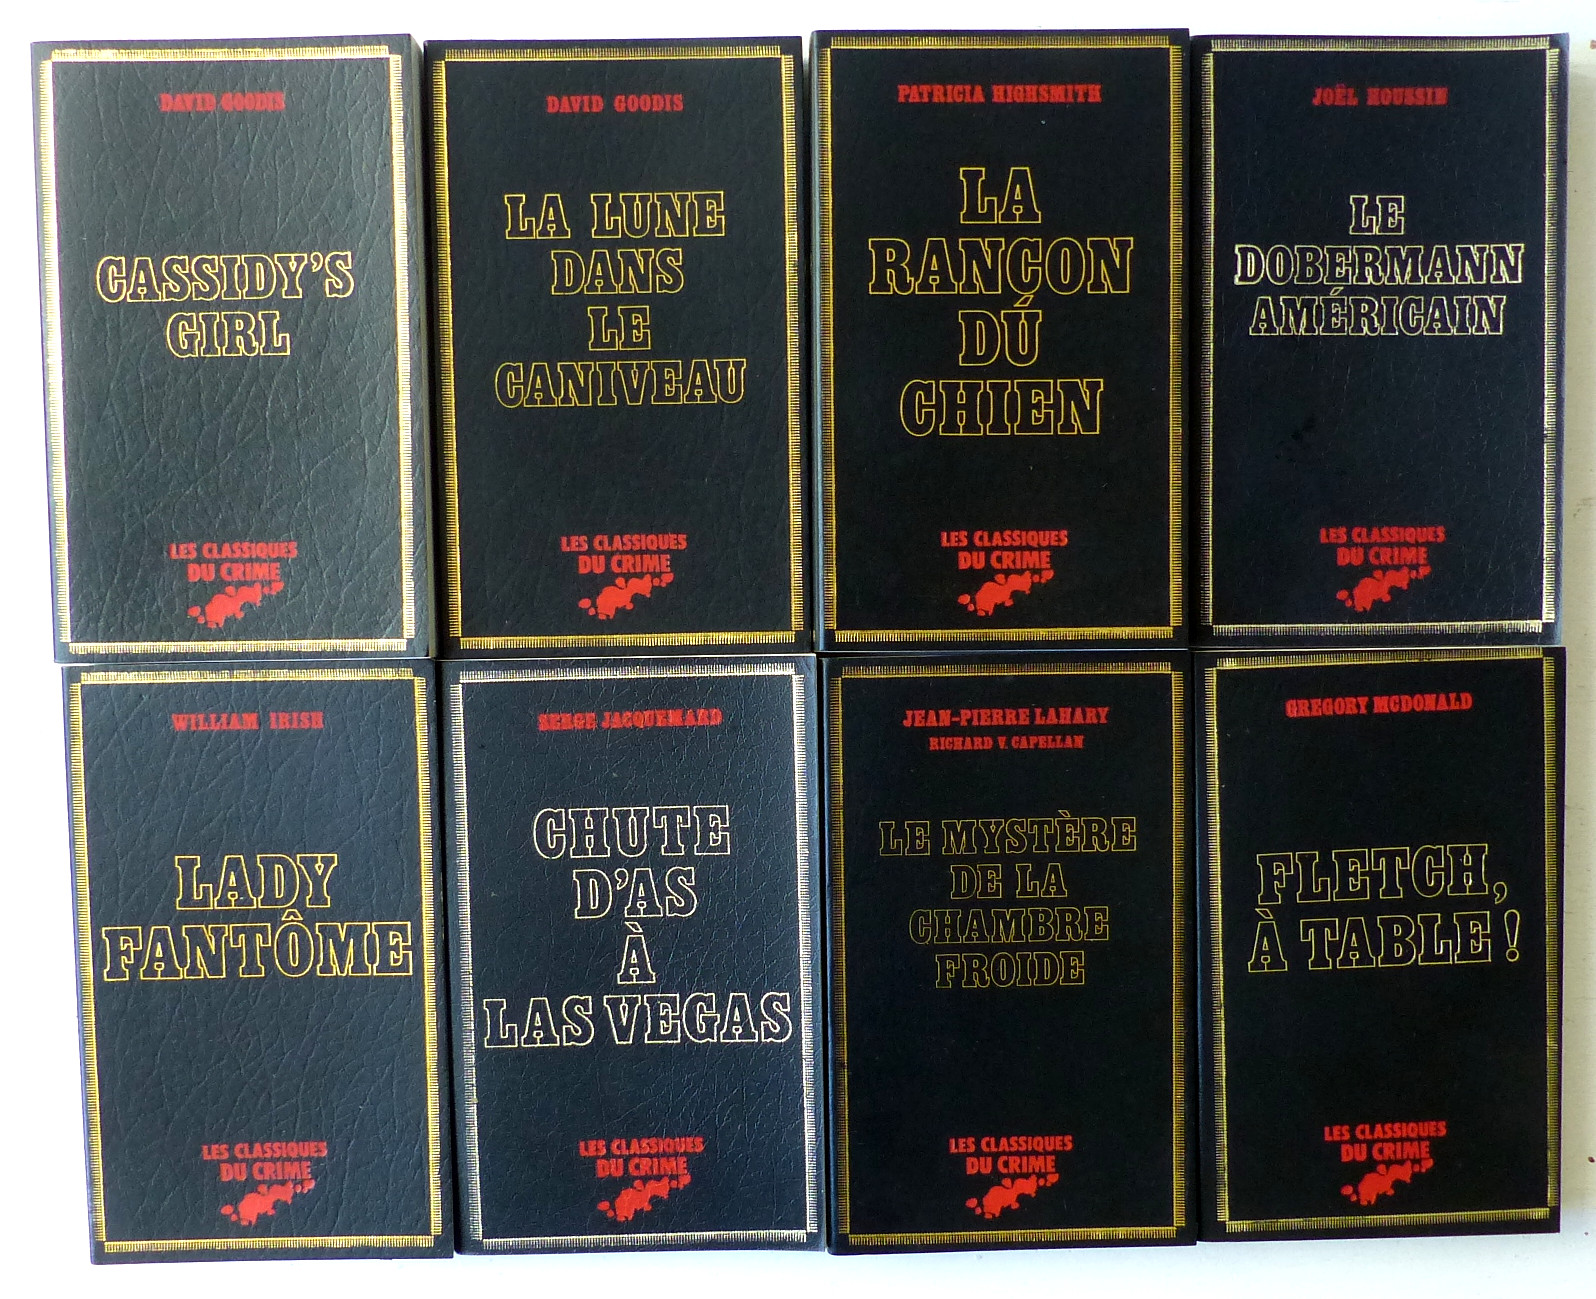 DAVID GOODIS
CASSIDY'S
GIRL
LES CLASSIQUES
DU CRIME
DAVID GOODIS
LA LUNE
DANS
LE
CANIVEAU
LES CLASSIQUES
DU CRIME
PATRICIA HIGHSMITH
LA
RANÇON
DÚ
CHIEN
LES CLASSIQUES
DU CRIME
JOËL HOUSSIN
LE
DOBERMANN
AMÉRICAIN
LES CLASSIQUES
DU CRIME
WILLIAM IRISH
LADY
FANTÔME
LES CLASSIQUES
DU CRIME
SERGE JACQUEMARD
CHUTE
D'AS
À
LAS VEGAS
LES CLASSIQUES
DU CRIME
JEAN-PIERRE LAHARY
RICHARD V. CAPELLAN
LE MYSTÈRE
DE LA
CHAMBRE
FROIDE
LES CLASSIQUES
DU CRIME
GREGORY MCDONALD
FLETCH,
À TABLE !
LES CLASSIQUES
DU CRIME